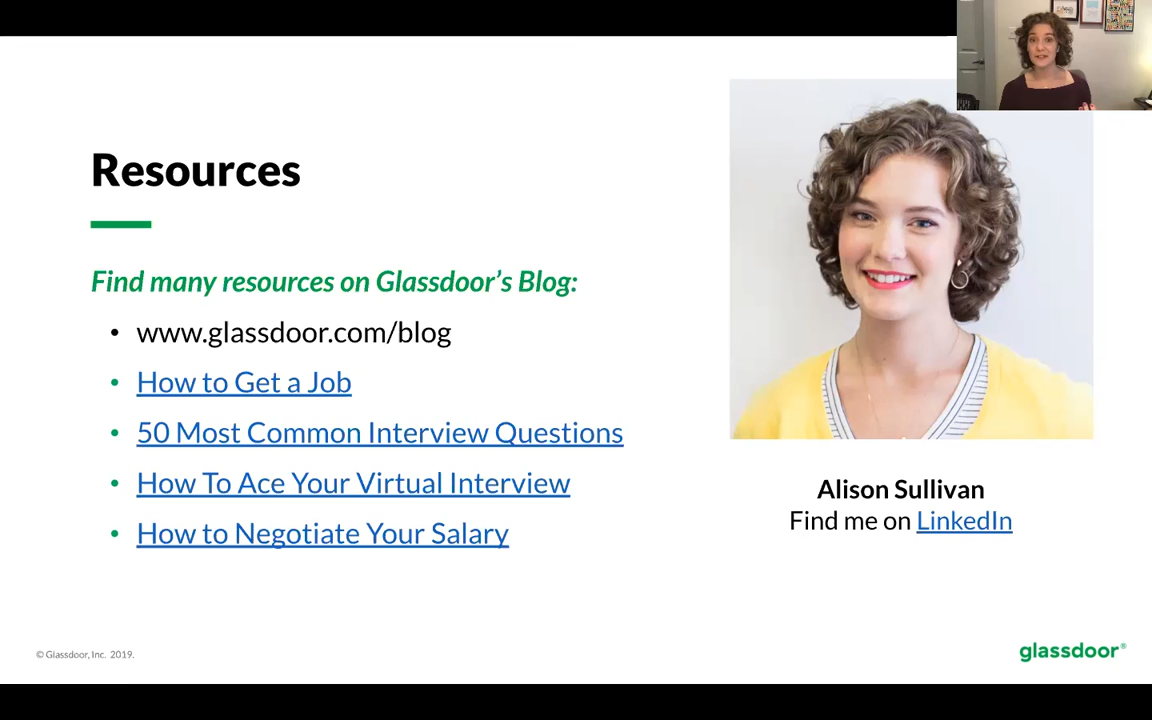 Resources
Find many resources on Glassdoor's Blog:
• www.glassdoor.com/blog
• How to Get a Job
• 50 Most Common Interview Questions
• How To Ace Your Virtual Interview
• How to Negotiate Your Salary
Alison Sullivan
Find me on LinkedIn
© Glassdoor, Inc. 2019.
glassdoor®